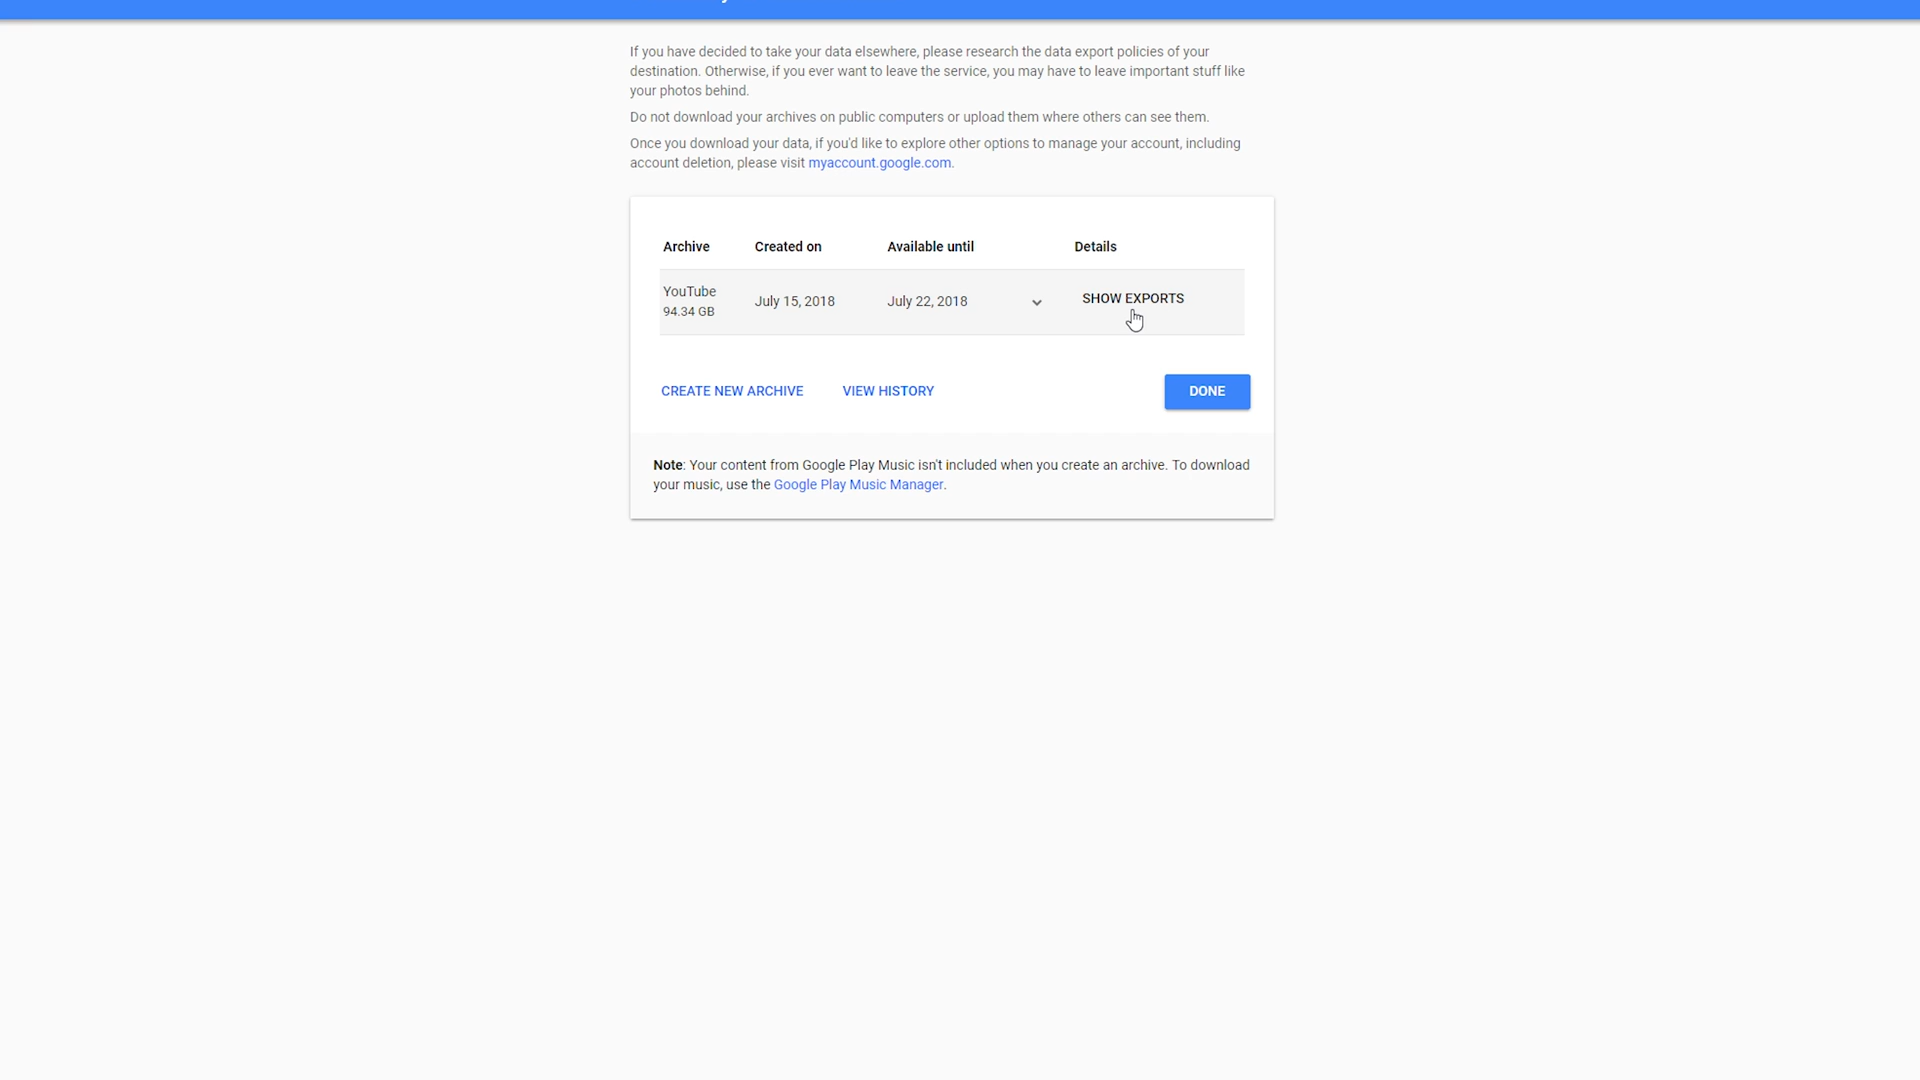 If you have decided to take your data elsewhere, please research the data export policies of your
destination. Otherwise, if you ever want to leave the service, you may have to leave important stuff like
your photos behind.
Do not download your archives on public computers or upload them where others can see them.
Once you download your data, if you'd like to explore other options to manage your account, including
account deletion, please visit myaccount.google.com.
Archive Created on Available until Details
YouTube
94.34 GB
July 15, 2018 July 22, 2018 SHOW EXPORTS
CREATE NEW ARCHIVE VIEW HISTORY DONE
Note: Your content from Google Play Music isn't included when you create an archive. To download
your music, use the Google Play Music Manager.